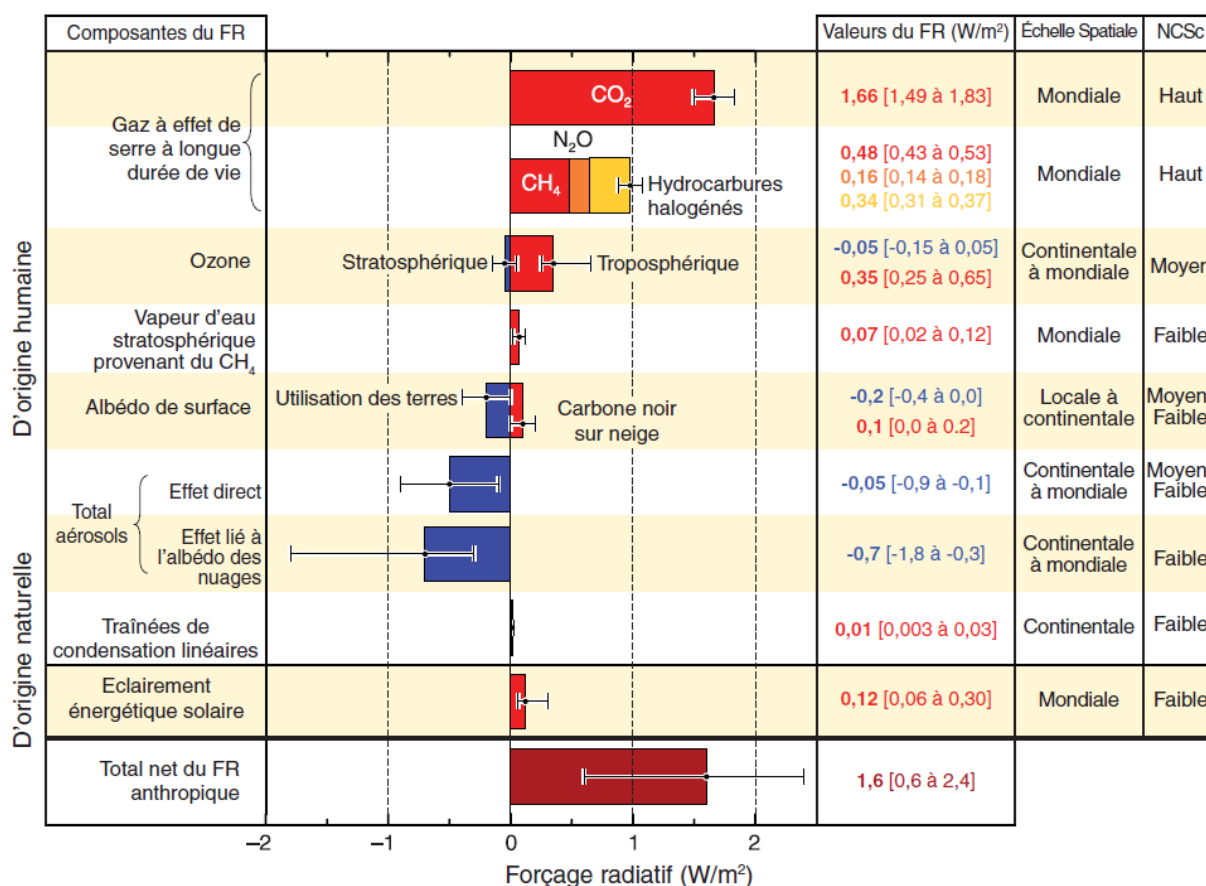 Composantes du FR
Valeurs du FR (W/m²)
Échelle Spatiale
NCSc
D'origine humaine
Gaz à effet de
serre à longue
durée de vie
CO₂
1,66 [1,49 à 1,83]
Mondiale
Haut
N₂O
CH₄
Hydrocarbures
halogénés
0,48 [0,43 à 0,53]
0,16 [0,14 à 0,18]
0,34 [0,31 à 0,37]
Mondiale
Haut
Ozone
Stratosphérique
Troposphérique
-0,05 [-0,15 à 0,05]
0,35 [0,25 à 0,65]
Continentale
à mondiale
Moyen
Vapeur d'eau
stratosphérique
provenant du CH₄
0,07 [0,02 à 0,12]
Mondiale
Faible
Albédo de surface
Utilisation des terres
Carbone noir
sur neige
-0,2 [-0,4 à 0,0]
0,1 [0,0 à 0.2]
Locale à
continentale
Moyen
Faible
Total
aérosols
Effet direct
-0,05 [-0,9 à -0,1]
Continentale
à mondiale
Moyen
Faible
Effet lié à
l'albédo des
nuages
-0,7 [-1,8 à -0,3]
Continentale
à mondiale
Faible
D'origine naturelle
Traînées de
condensation linéaires
0,01 [0,003 à 0,03]
Continentale
Faible
Eclairement
énergétique solaire
0,12 [0,06 à 0,30]
Mondiale
Faible
Total net du FR
anthropique
1,6 [0,6 à 2,4]
–2 –1 0 1 2
Forçage radiatif (W/m²)